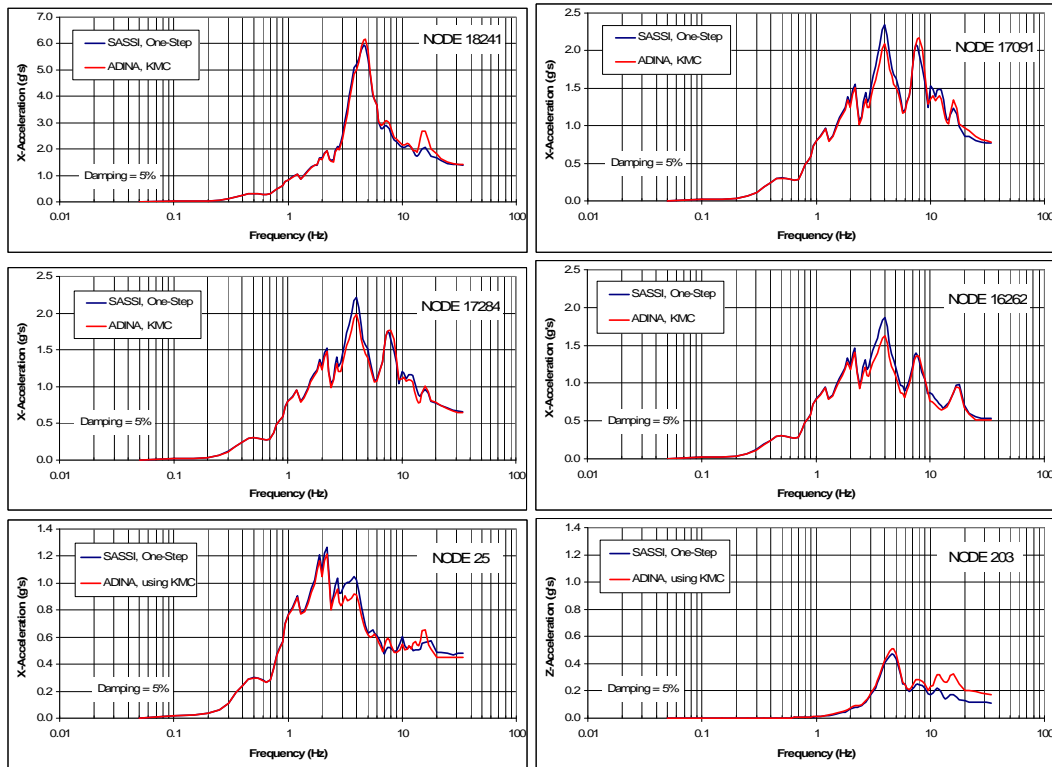 SASSI, One-Step
ADINA, KMC
NODE 18241
Damping = 5%
X-Acceleration (g's)
6.0
5.0
4.0
3.0
2.0
1.0
0.0
0.01 0.1 1 10 100
Frequency (Hz)
SASSI, One-Step
ADINA, KMC
NODE 17091
Damping = 5%
X-Acceleration (g's)
2.5
2.0
1.5
1.0
0.5
0.0
0.01 0.1 1 10 100
Frequency (Hz)
SASSI, One-Step
ADINA, KMC
NODE 17284
Damping = 5%
X-Acceleration (g's)
2.5
2.0
1.5
1.0
0.5
0.0
0.01 0.1 1 10 100
Frequency (Hz)
SASSI, One-Step
ADINA, KMC
NODE 16262
Damping = 5%
X-Acceleration (g's)
2.5
2.0
1.5
1.0
0.5
0.0
0.01 0.1 1 10 100
Frequency (Hz)
SASSI, One-Step
ADINA, using KMC
NODE 25
Damping = 5%
X-Acceleration (g's)
1.4
1.2
1.0
0.8
0.6
0.4
0.2
0.0
0.01 0.1 1 10 100
Frequency (Hz)
SASSI, One-Step
ADINA, using KMC
NODE 203
Damping = 5%
Z-Acceleration (g's)
1.4
1.2
1.0
0.8
0.6
0.4
0.2
0.0
0.01 0.1 1 10 100
Frequency (Hz)